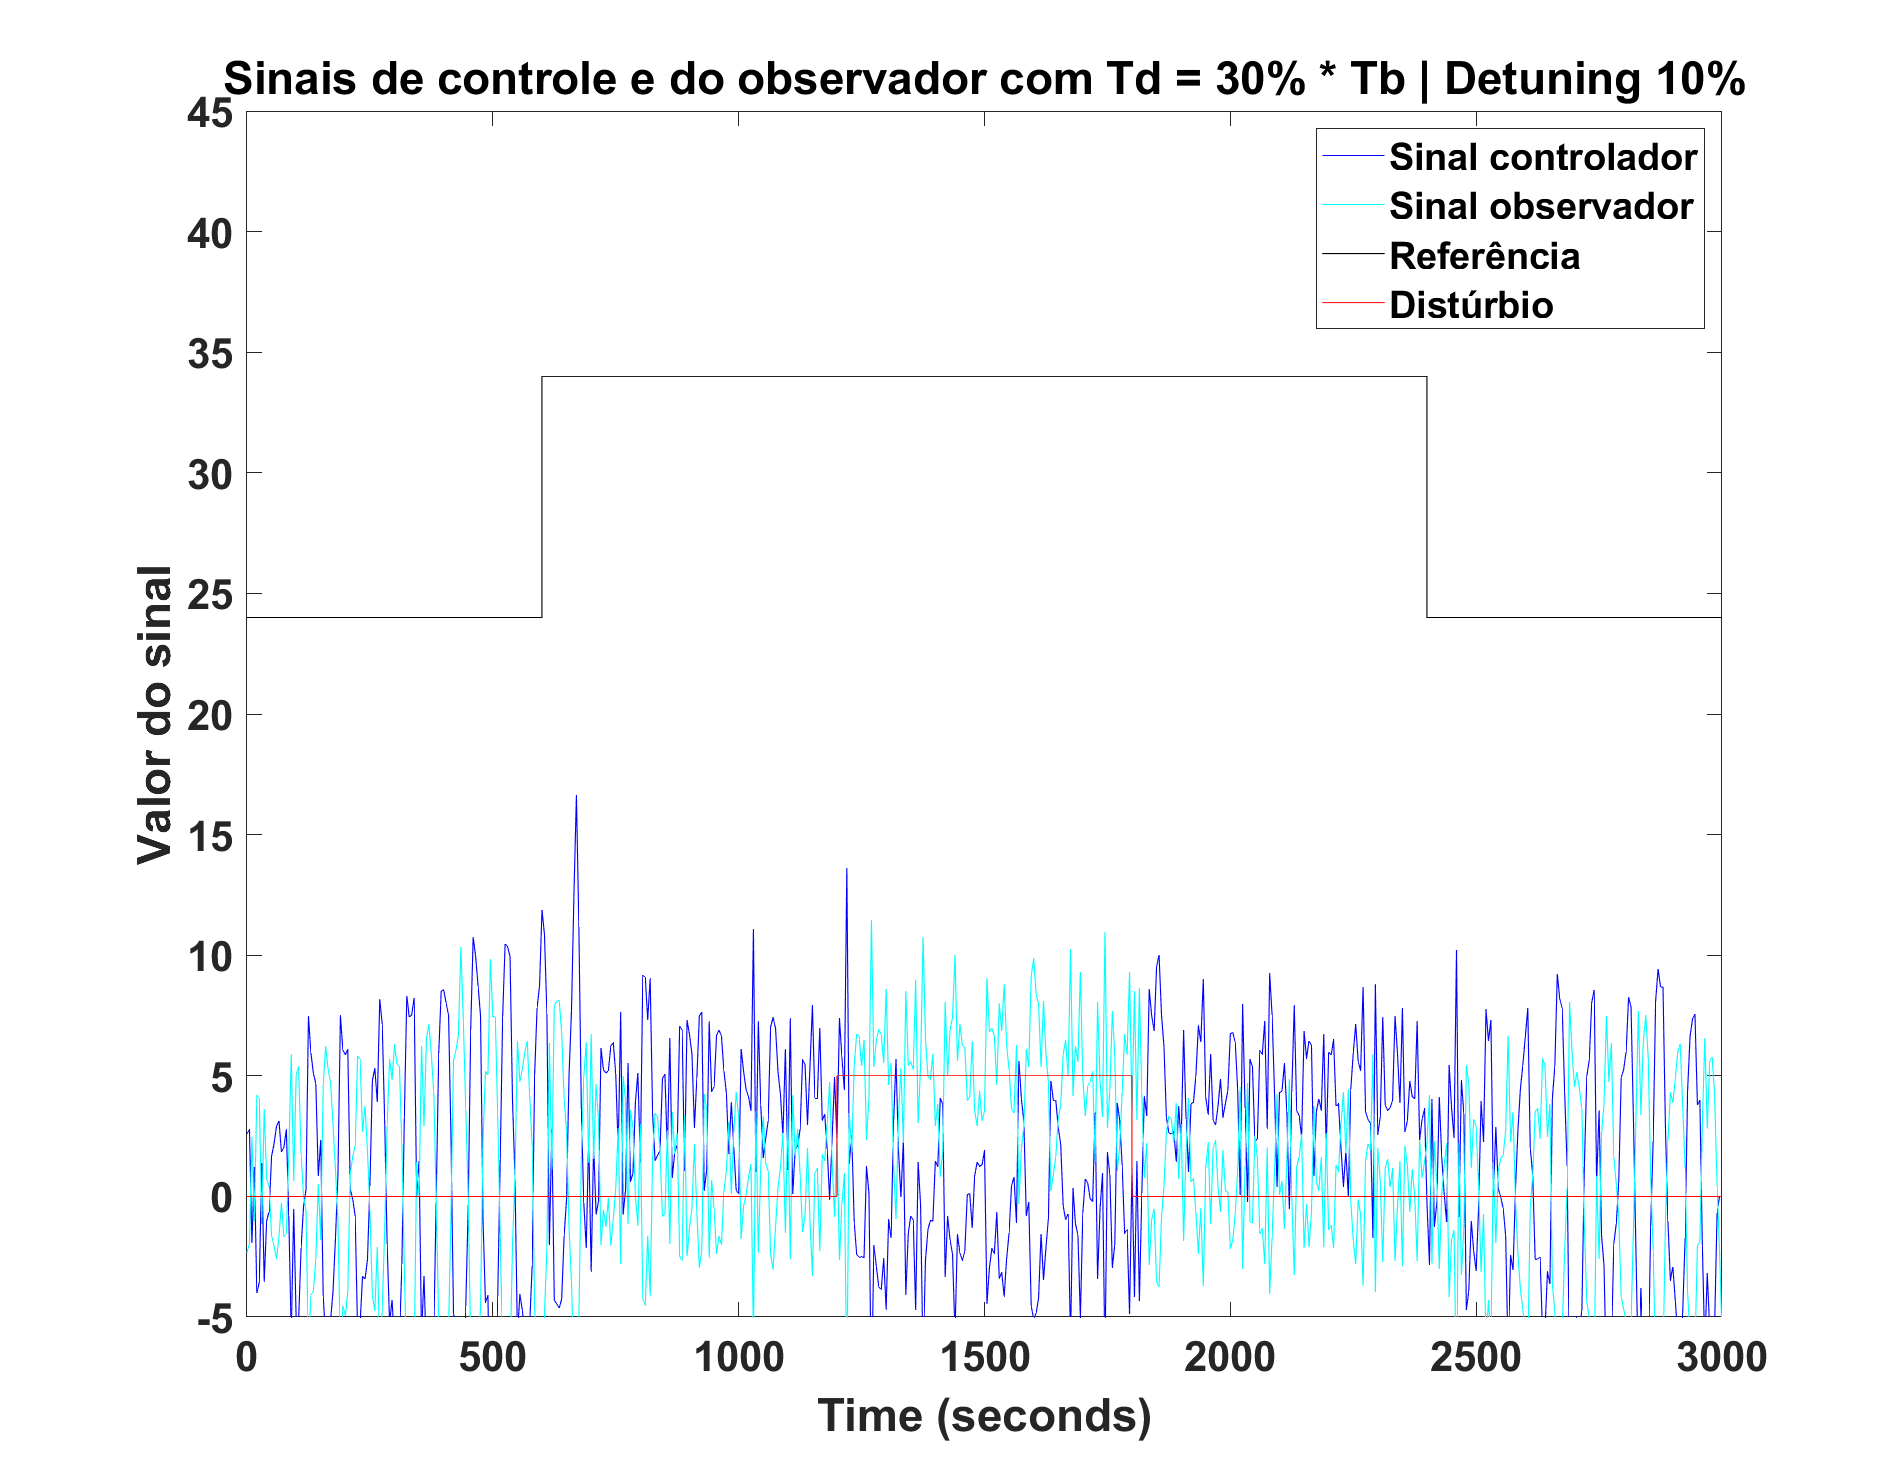 Sinais de controle e do observador com Td = 30% * Tb | Detuning 10%
45
40
35
30
25
20
15
10
5
0
-5
Valor do sinal
Sinal controlador
Sinal observador
Referência
Distúrbio
0
500
1000
1500
2000
2500
3000
Time (seconds)